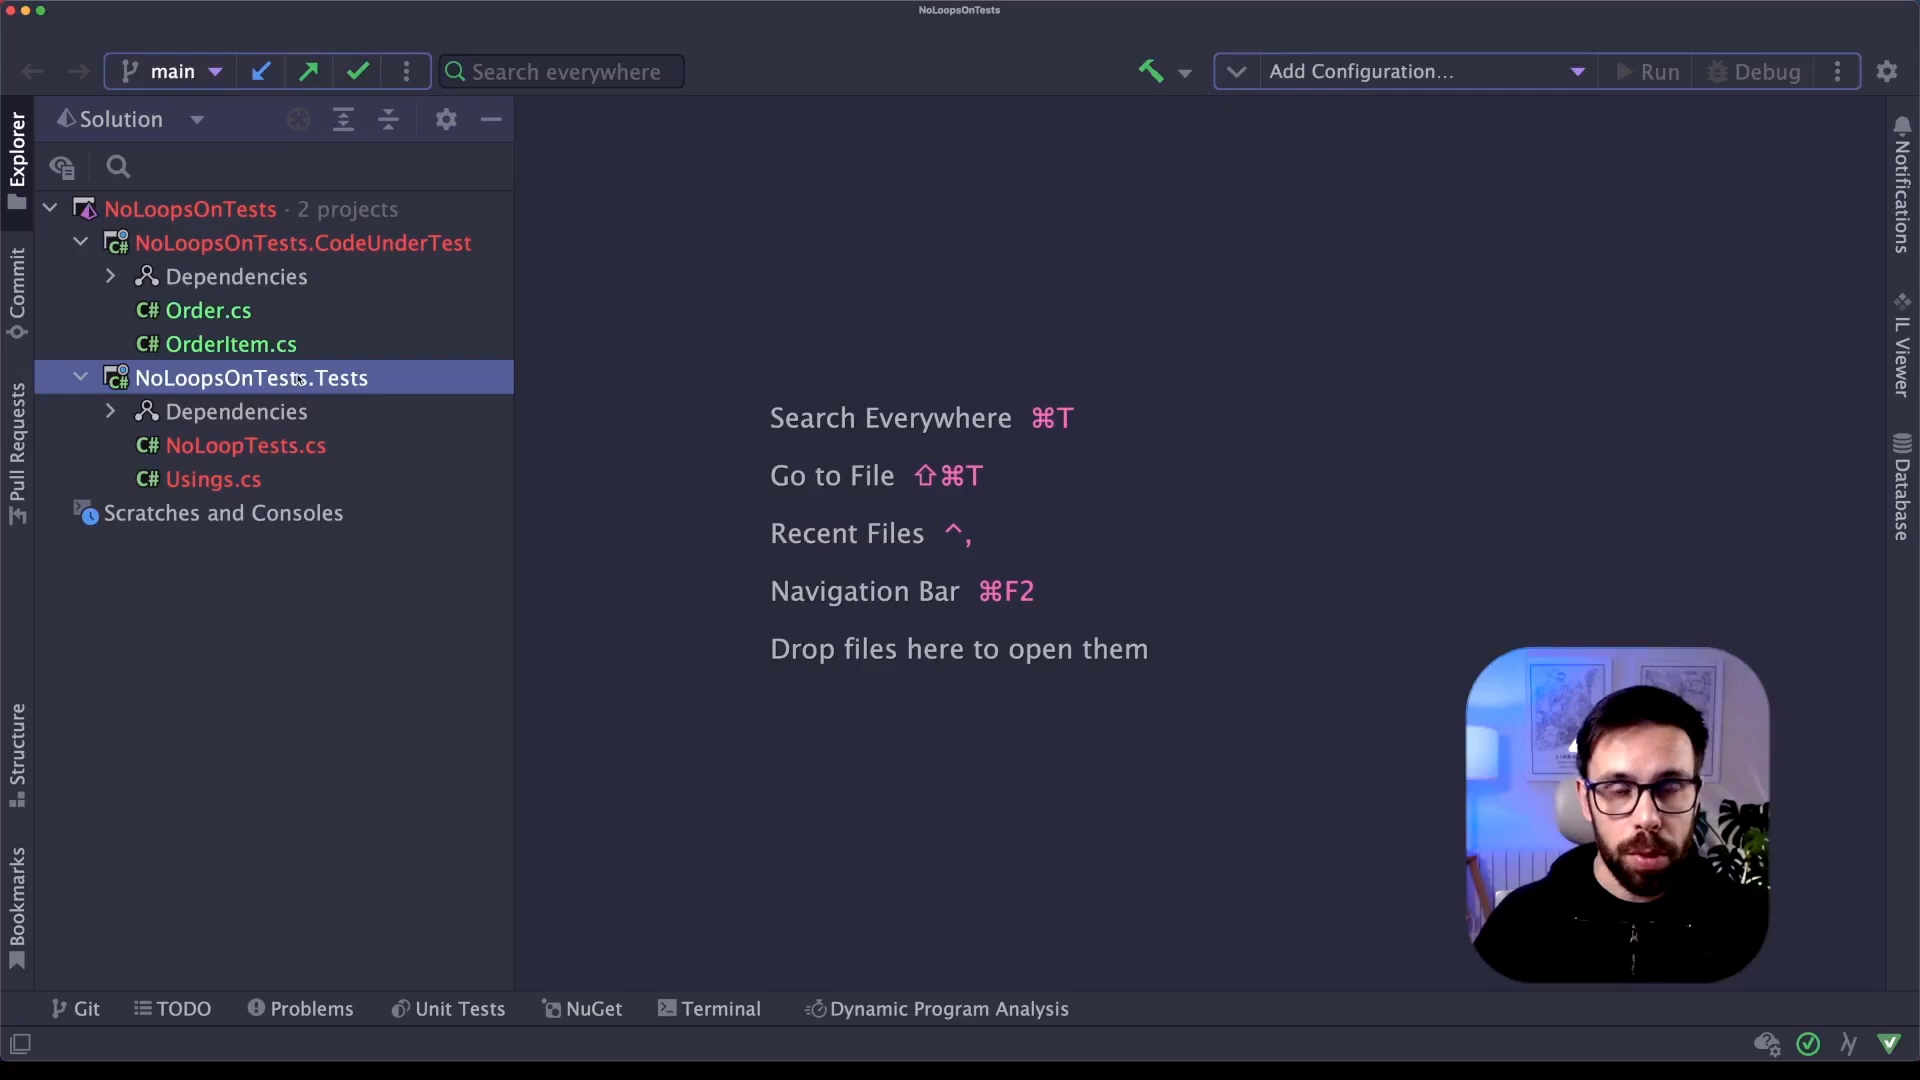 NoLoopsOnTests
main
Search everywhere
Add Configuration...
Run
Debug
Solution
NoLoopsOnTests · 2 projects
NoLoopsOnTests.CodeUnderTest
Dependencies
C# Order.cs
C# OrderItem.cs
NoLoopsOnTests.Tests
Dependencies
C# NoLoopTests.cs
C# Usings.cs
Scratches and Consoles
Explorer
Commit
Pull Requests
Structure
Bookmarks
Search Everywhere ⌘T
Go to File ⇧⌘T
Recent Files ^,
Navigation Bar ⌘F2
Drop files here to open them
Notifications
IL Viewer
Database
Git
TODO
Problems
Unit Tests
NuGet
Terminal
Dynamic Program Analysis